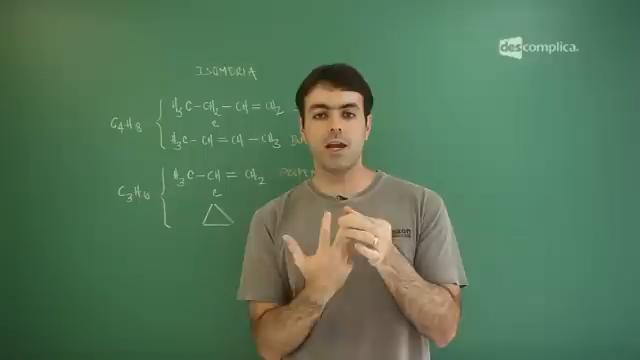 descomplica.
ISOMERIA
C4H8 { H3C – CH2 – CH = CH2
e
H3C – CH = CH – CH3
C3H6 { H3C – CH = CH2
e